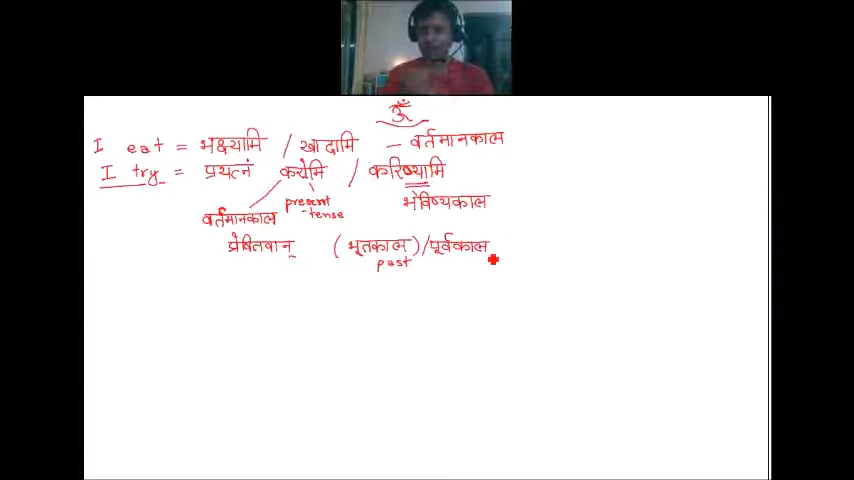 ॐ
I eat = भक्ष्यामि / खादामि – वर्तमानकाल
I try = प्रयत्नं करोमि / करिष्यामि
present tense
भविष्यकाल
वर्तमानकाल
प्रेषितवान् (भूतकाल) / पूर्वकाल
past